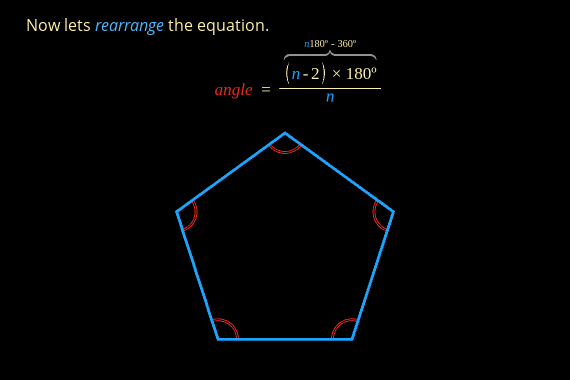 Now lets rearrange the equation.
n180º - 360º
(n - 2) × 180º
angle =
n